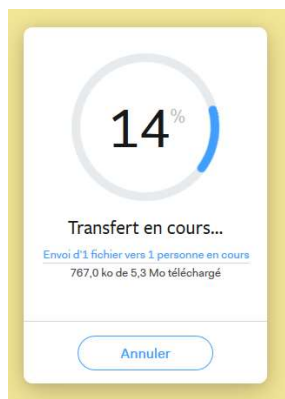 14%
Transfert en cours...
Envoi d'1 fichier vers 1 personne en cours
767,0 ko de 5,3 Mo téléchargé
Annuler